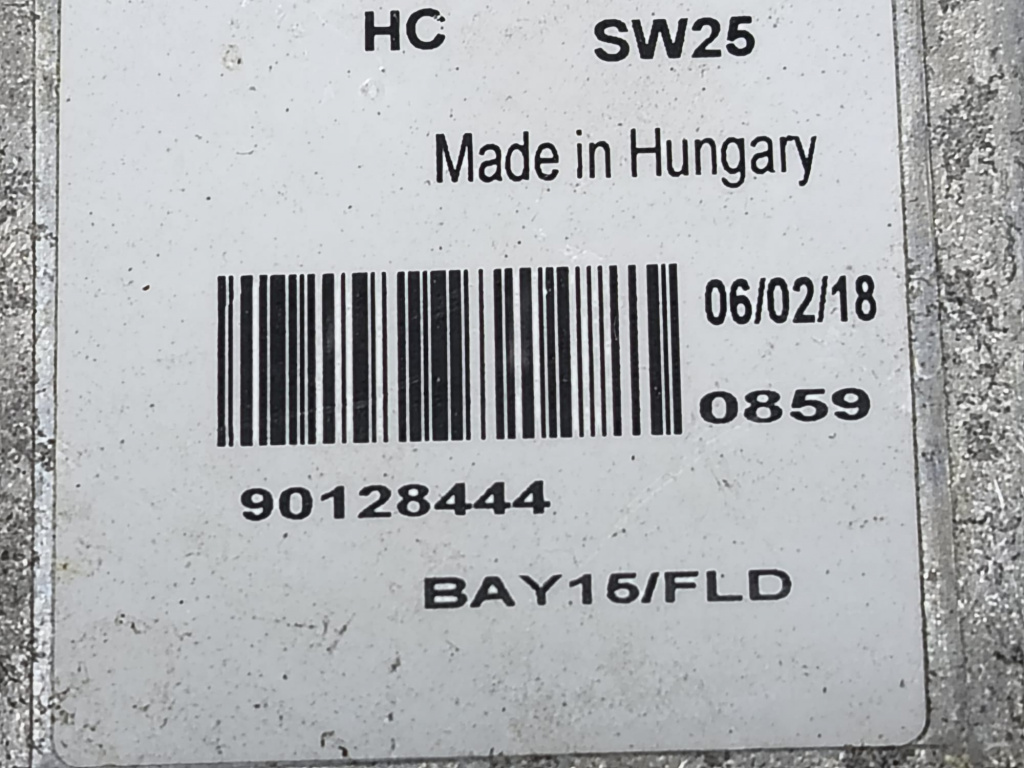 HC SW25
Made in Hungary
06/02/18
0859
90128444
BAY15/FLD